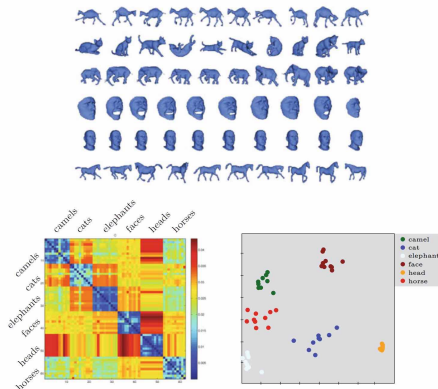 camels
cats
elephants
faces
heads
horses
camels
cats
elephants
faces
heads
horses
camel
cat
elephant
face
head
horse